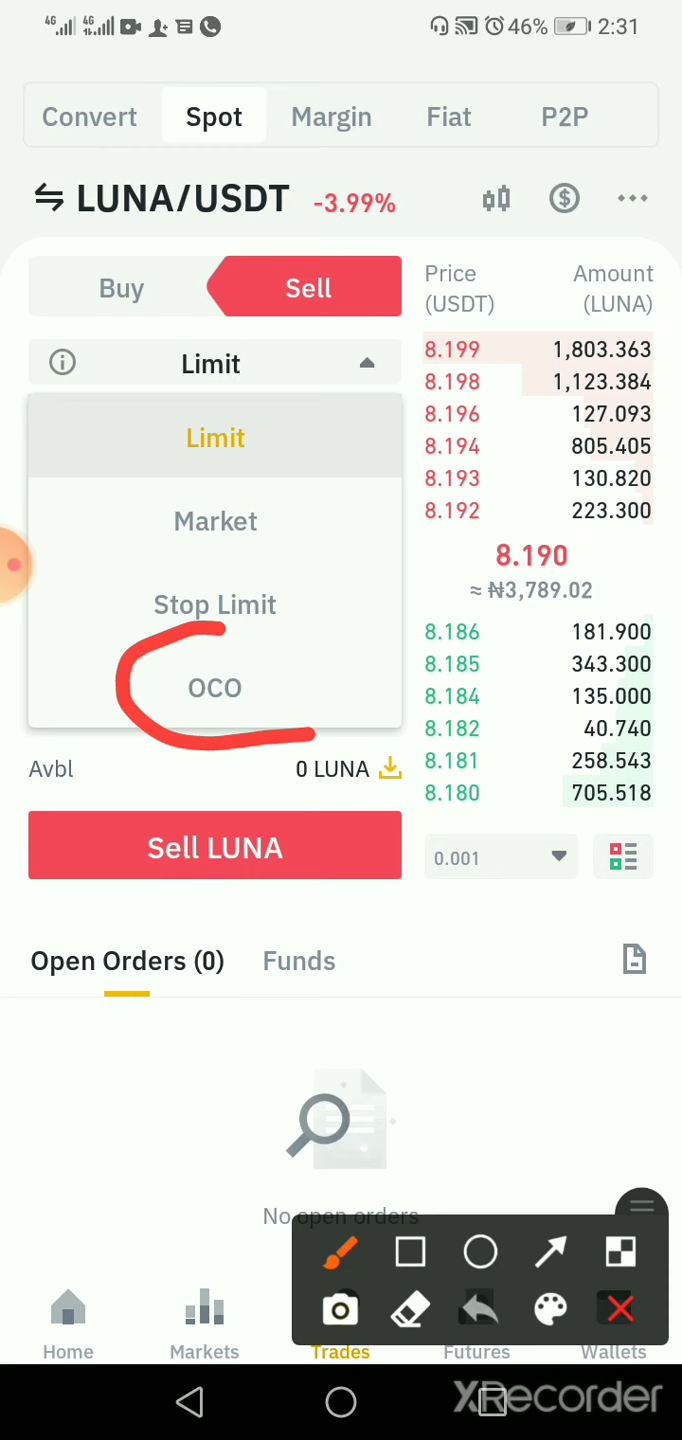 4G 4G 46% 2:31
Convert Spot Margin Fiat P2P
LUNA/USDT -3.99%
Buy Sell
Limit
Limit
Market
Stop Limit
OCO
Avbl 0 LUNA
Sell LUNA
Price (USDT) Amount (LUNA)
8.199 1,803.363
8.198 1,123.384
8.196 127.093
8.194 805.405
8.193 130.820
8.192 223.300
8.190
≈ ₦3,789.02
8.186 181.900
8.185 343.300
8.184 135.000
8.182 40.740
8.181 258.543
8.180 705.518
0.001
Open Orders (0) Funds
No open orders
Home Markets Trades Futures Wallets
XRecorder